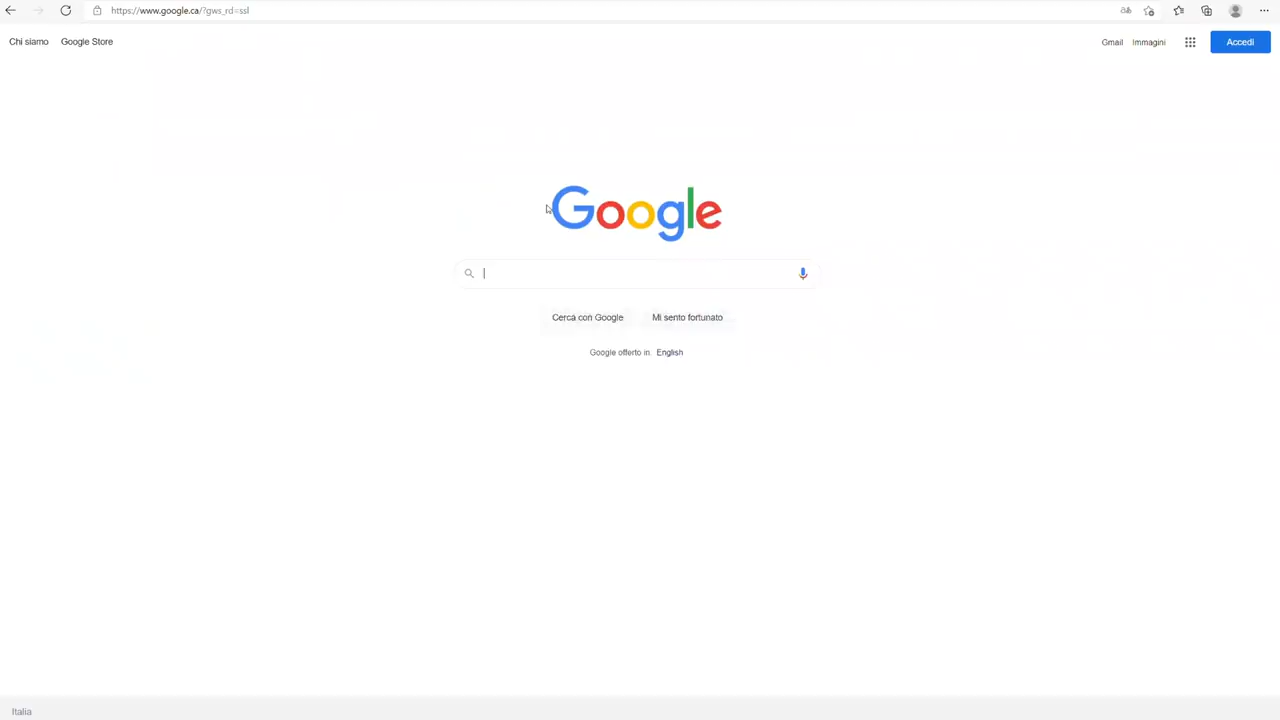 https://www.google.ca/?gws_rd=ssl
Chi siamo Google Store Gmail Immagini Accedi
Google
Cerca con Google Mi sento fortunato
Google offerto in English
Italia